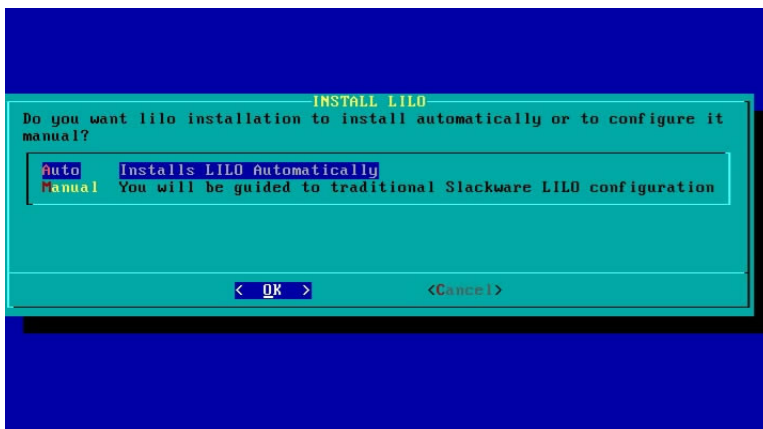 INSTALL LILO
Do you want lilo installation to install automatically or to configure it
manual?
Auto Installs LILO Automatically
Manual You will be guided to traditional Slackware LILO configuration
< OK > <Cancel>